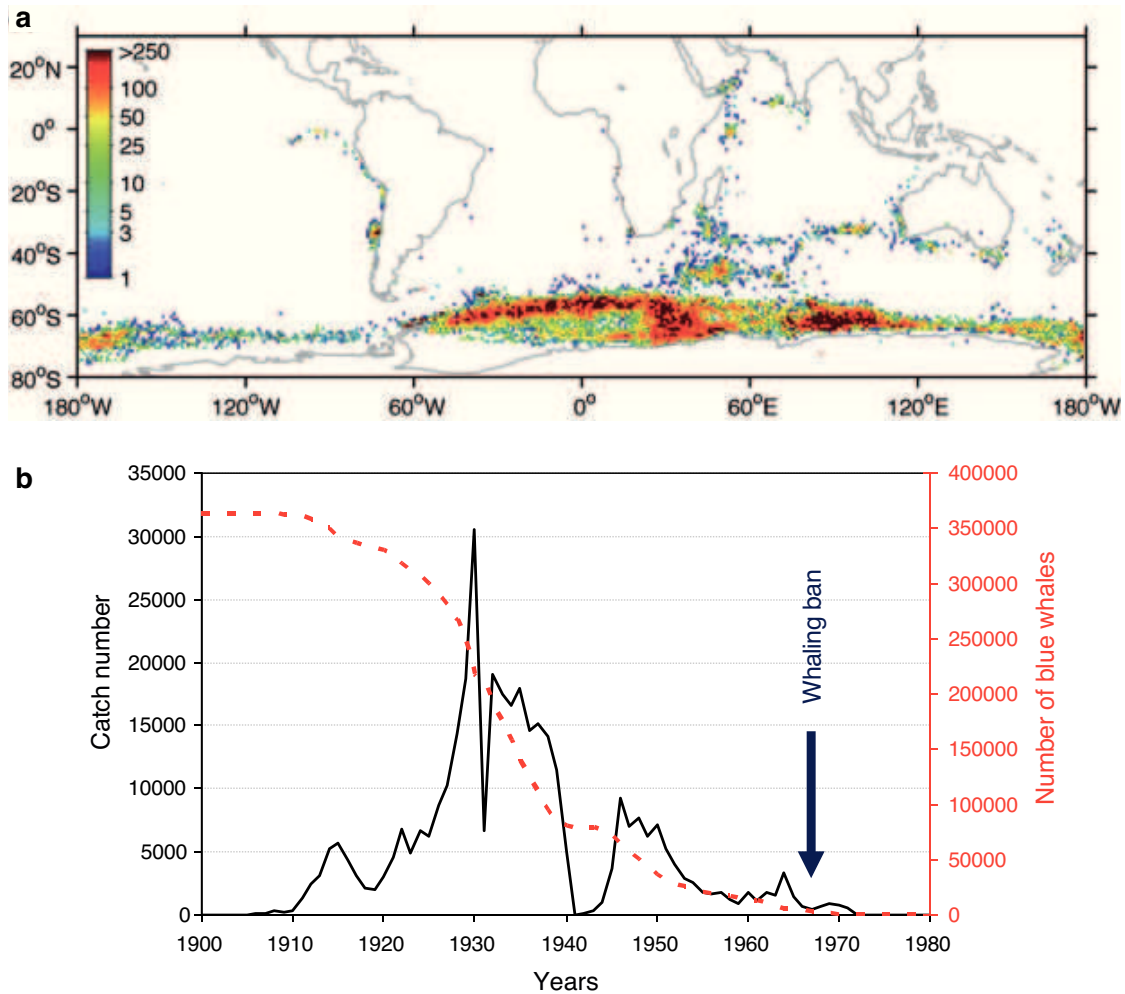 a
>250
100
50
25
10
5
3
1
20°N
0°
20°S
40°S
60°S
80°S
180°W
120°W
60°W
0°
60°E
120°E
180°W
b
35000
30000
25000
20000
15000
10000
5000
0
Catch number
400000
350000
300000
250000
200000
150000
100000
50000
0
Number of blue whales
Whaling ban
1900
1910
1920
1930
1940
1950
1960
1970
1980
Years